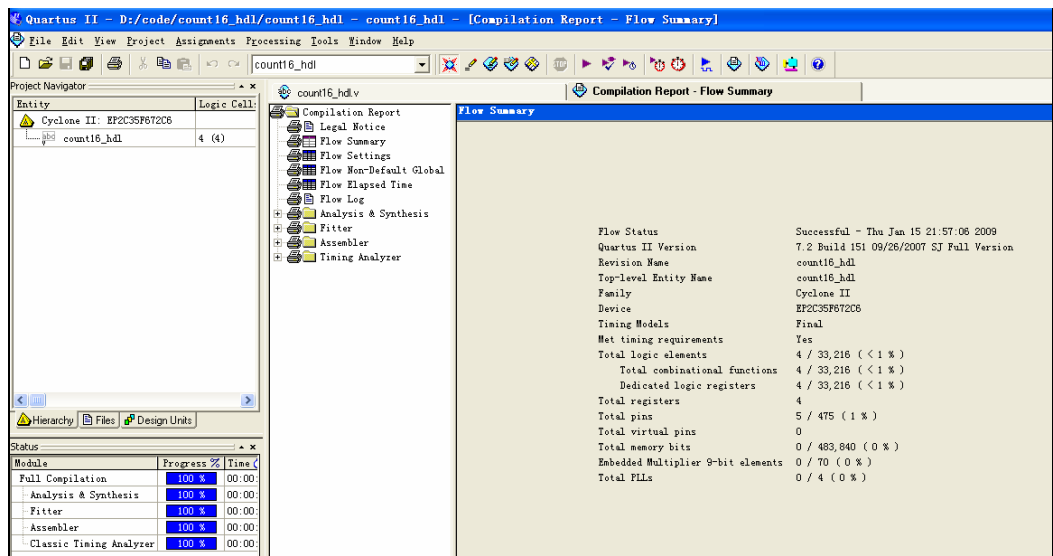 Quartus II - D:/code/count16_hdl/count16_hdl - count16_hdl - [Compilation Report - Flow Summary]
File Edit View Project Assignments Processing Tools Window Help
count16_hdl
Project Navigator
Entity Logic Cell:
Cyclone II: EP2C35F672C6
abc count16_hdl 4 (4)
Hierarchy Files Design Units
Status
Module Progress % Time (
Full Compilation 100 % 00:00:
Analysis & Synthesis 100 % 00:00:
Fitter 100 % 00:00:
Assembler 100 % 00:00:
Classic Timing Analyzer 100 % 00:00:
abc count16_hdl.v
Compilation Report - Flow Summary
Compilation Report
Legal Notice
Flow Summary
Flow Settings
Flow Non-Default Global
Flow Elapsed Time
Flow Log
Analysis & Synthesis
Fitter
Assembler
Timing Analyzer
Flow Summary
Flow Status Successful - Thu Jan 15 21:57:06 2009
Quartus II Version 7.2 Build 151 09/26/2007 SJ Full Version
Revision Name count16_hdl
Top-level Entity Name count16_hdl
Family Cyclone II
Device EP2C35F672C6
Timing Models Final
Met timing requirements Yes
Total logic elements 4 / 33,216 ( < 1 % )
Total combinational functions 4 / 33,216 ( < 1 % )
Dedicated logic registers 4 / 33,216 ( < 1 % )
Total registers 4
Total pins 5 / 475 ( 1 % )
Total virtual pins 0
Total memory bits 0 / 483,840 ( 0 % )
Embedded Multiplier 9-bit elements 0 / 70 ( 0 % )
Total PLLs 0 / 4 ( 0 % )